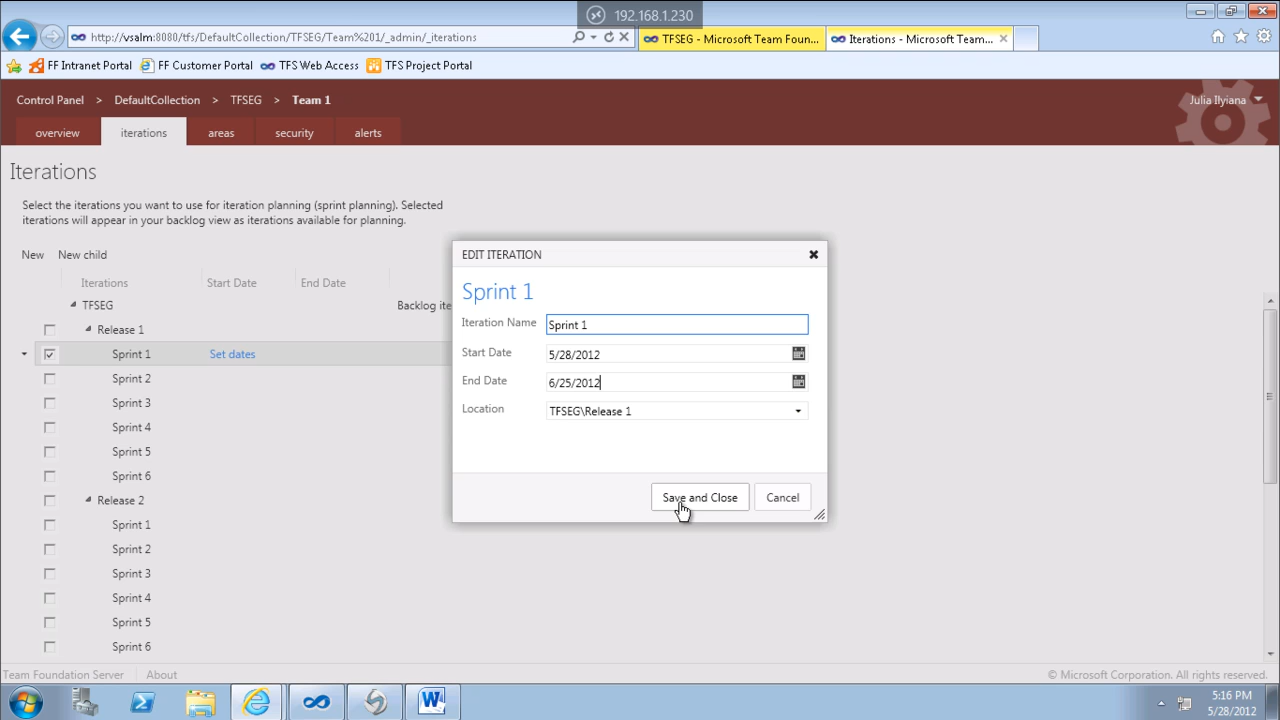 192.168.1.230
http://vsalm:8080/tfs/DefaultCollection/TFSEG/Team%201/_admin/_iterations
TFSEG - Microsoft Team Foun...
Iterations - Microsoft Team...
FF Intranet Portal
FF Customer Portal
TFS Web Access
TFS Project Portal
Control Panel > DefaultCollection > TFSEG > Team 1
Julia Ilyiana
overview
iterations
areas
security
alerts
Iterations
Select the iterations you want to use for iteration planning (sprint planning). Selected
iterations will appear in your backlog view as iterations available for planning.
New
New child
Iterations
Start Date
End Date
TFSEG
Backlog ite
Release 1
Sprint 1
Set dates
Sprint 2
Sprint 3
Sprint 4
Sprint 5
Sprint 6
Release 2
Sprint 1
Sprint 2
Sprint 3
Sprint 4
Sprint 5
Sprint 6
EDIT ITERATION
Sprint 1
Iteration Name
Sprint 1
Start Date
5/28/2012
End Date
6/25/2012
Location
TFSEG\Release 1
Save and Close
Cancel
Team Foundation Server
About
© Microsoft Corporation. All rights reserved.
5:16 PM
5/28/2012